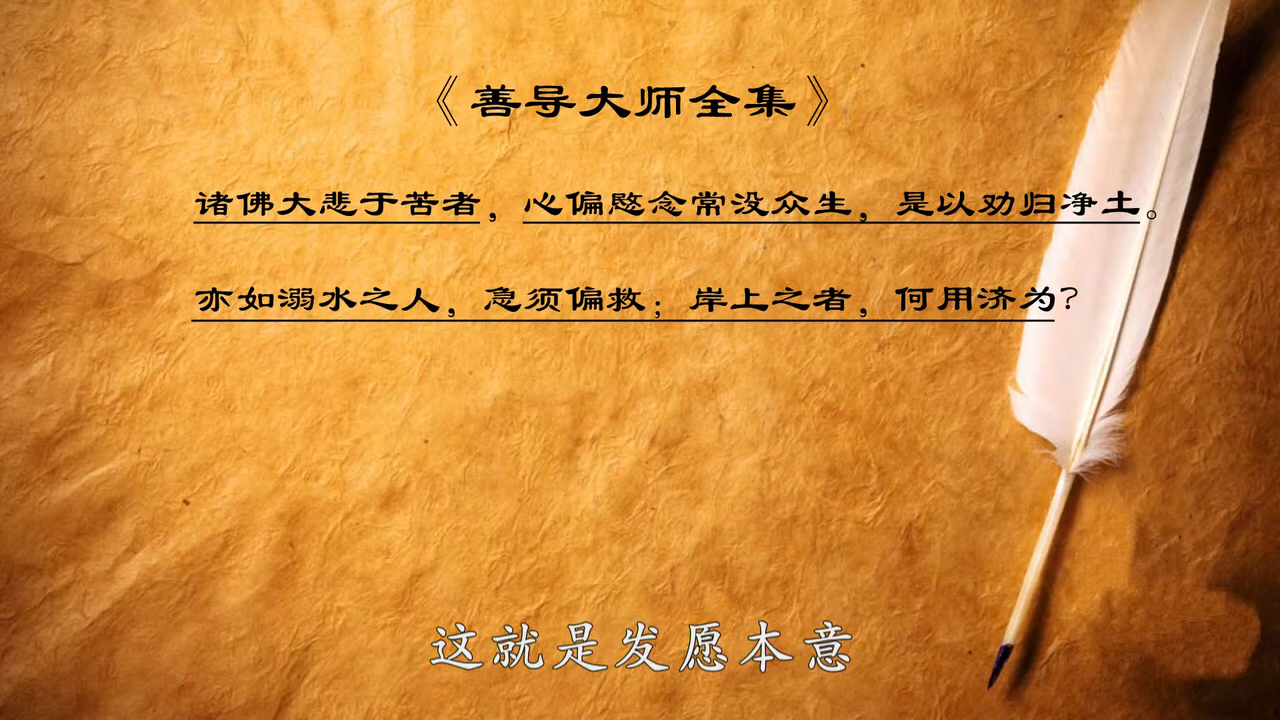 《善导大师全集》
诸佛大悲于苦者，心偏愍念常没众生，是以劝归净土。
亦如溺水之人，急须偏救；岸上之者，何用济为？
这就是发愿本意